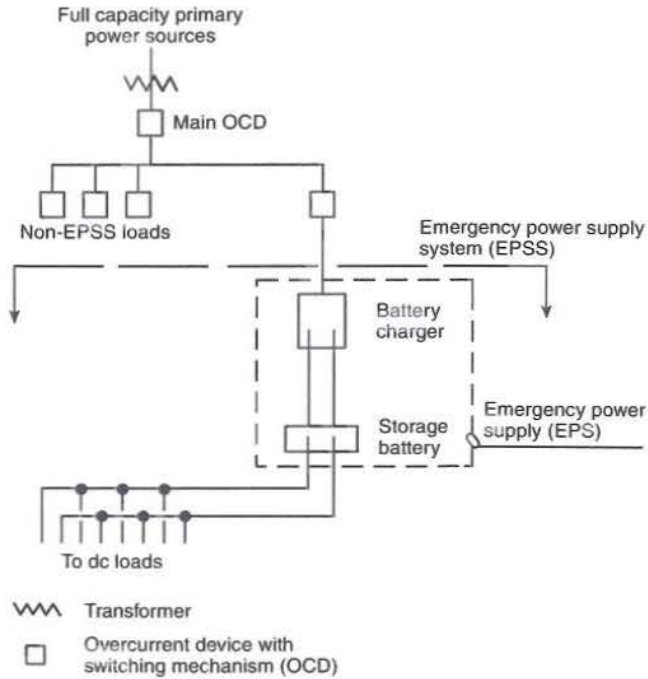 Full capacity primary
power sources
Main OCD
Non-EPSS loads
Emergency power supply
system (EPSS)
Battery
charger
Storage
battery
Emergency power
supply (EPS)
To dc loads
Transformer
Overcurrent device with
switching mechanism (OCD)